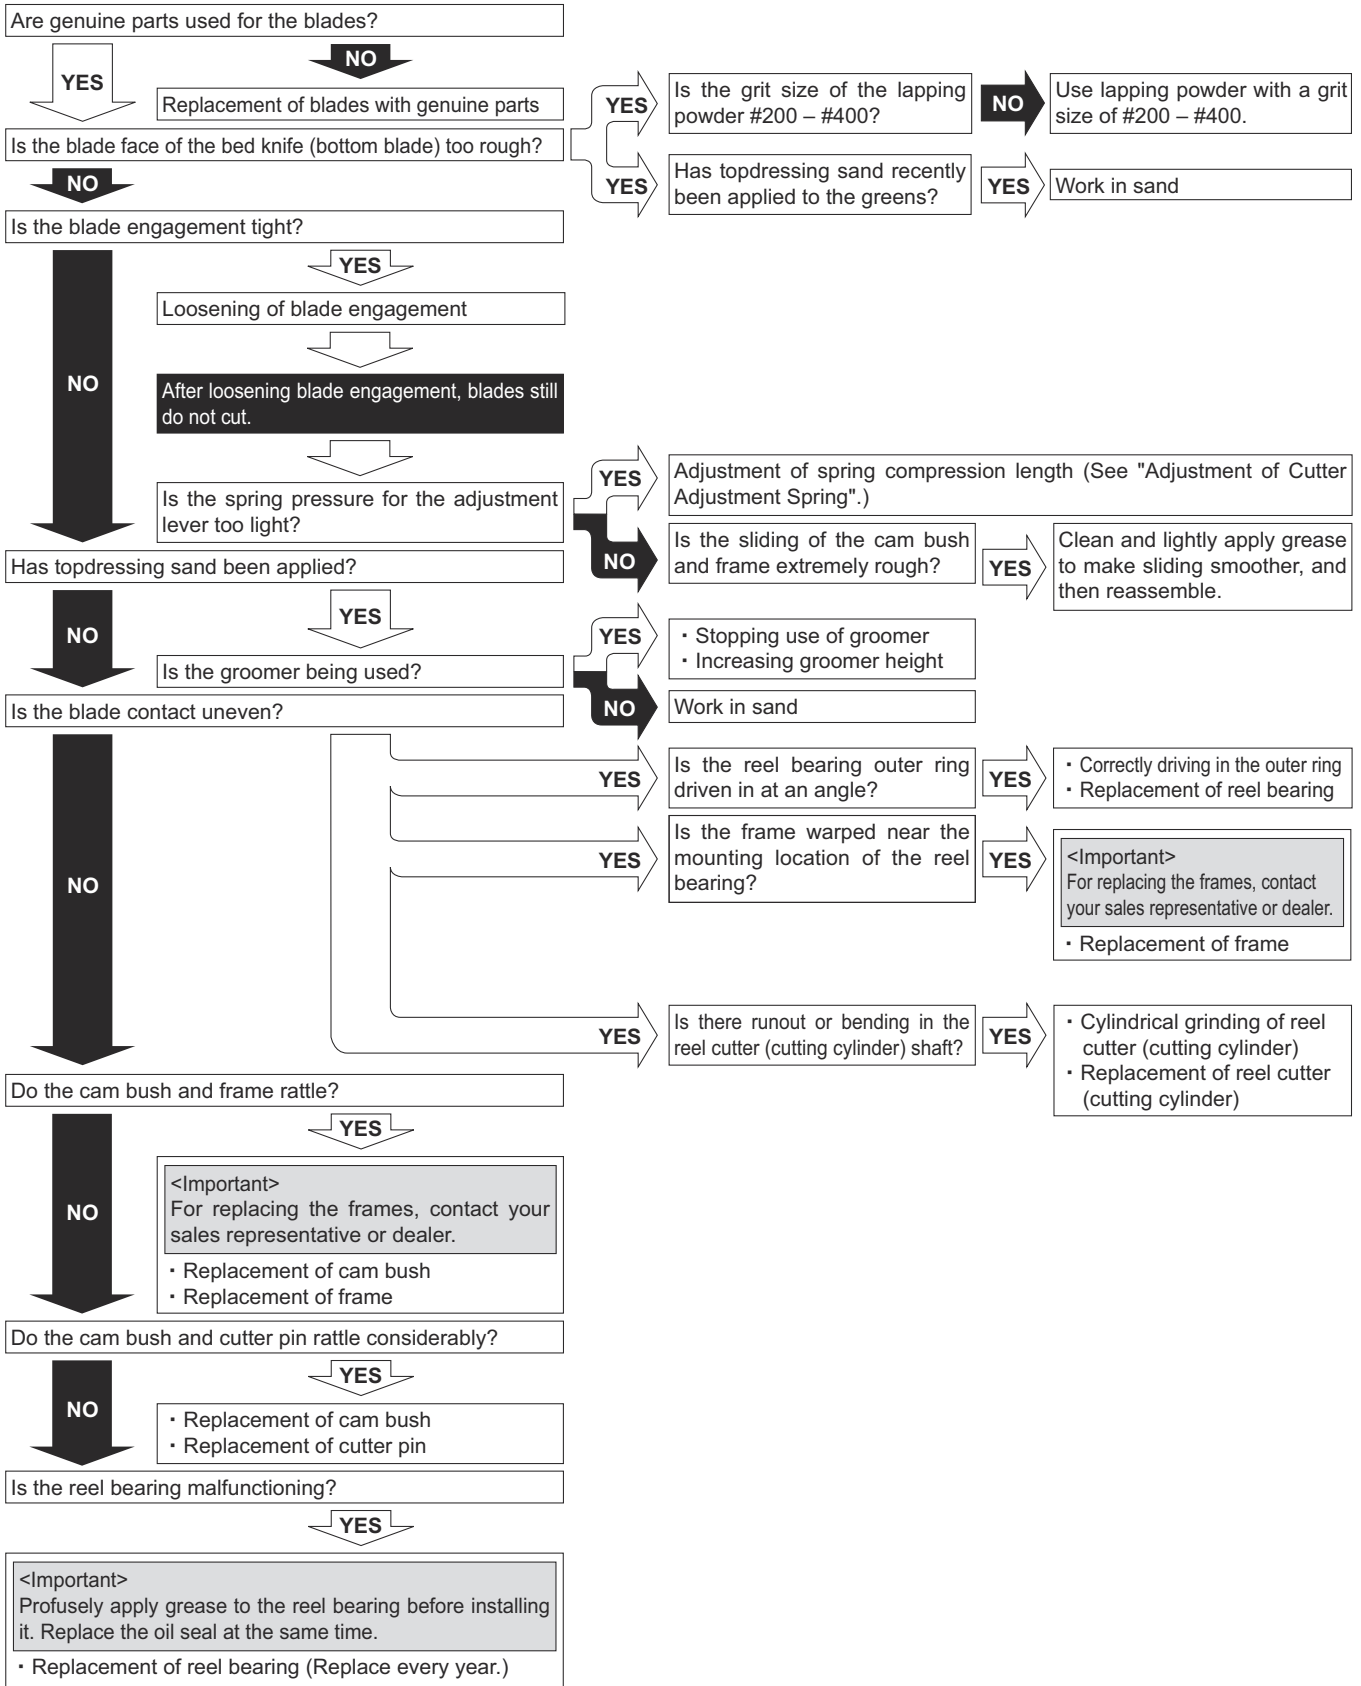 Are genuine parts used for the blades?
NO
YES
Replacement of blades with genuine parts
Is the blade face of the bed knife (bottom blade) too rough?
YES
Is the grit size of the lapping
powder #200 – #400?
NO
Use lapping powder with a grit
size of #200 – #400.
YES
Has topdressing sand recently
been applied to the greens?
YES
Work in sand
NO
Is the blade engagement tight?
YES
Loosening of blade engagement
NO
After loosening blade engagement, blades still
do not cut.
Is the spring pressure for the adjustment
lever too light?
YES
Adjustment of spring compression length (See "Adjustment of Cutter
Adjustment Spring".)
NO
Is the sliding of the cam bush
and frame extremely rough?
YES
Clean and lightly apply grease
to make sliding smoother, and
then reassemble.
Has topdressing sand been applied?
NO
YES
Is the groomer being used?
YES
・Stopping use of groomer
・Increasing groomer height
NO
Work in sand
Is the blade contact uneven?
YES
Is the reel bearing outer ring
driven in at an angle?
YES
・Correctly driving in the outer ring
・Replacement of reel bearing
YES
Is the frame warped near the
mounting location of the reel
bearing?
YES
<Important>
For replacing the frames, contact
your sales representative or dealer.
・Replacement of frame
NO
YES
Is there runout or bending in the
reel cutter (cutting cylinder) shaft?
YES
・Cylindrical grinding of reel
cutter (cutting cylinder)
・Replacement of reel cutter
(cutting cylinder)
Do the cam bush and frame rattle?
YES
NO
<Important>
For replacing the frames, contact your
sales representative or dealer.
・Replacement of cam bush
・Replacement of frame
Do the cam bush and cutter pin rattle considerably?
YES
NO
・Replacement of cam bush
・Replacement of cutter pin
Is the reel bearing malfunctioning?
YES
<Important>
Profusely apply grease to the reel bearing before installing
it. Replace the oil seal at the same time.
・Replacement of reel bearing (Replace every year.)